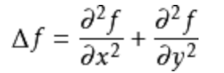 Δf = ∂²f/∂x² + ∂²f/∂y²